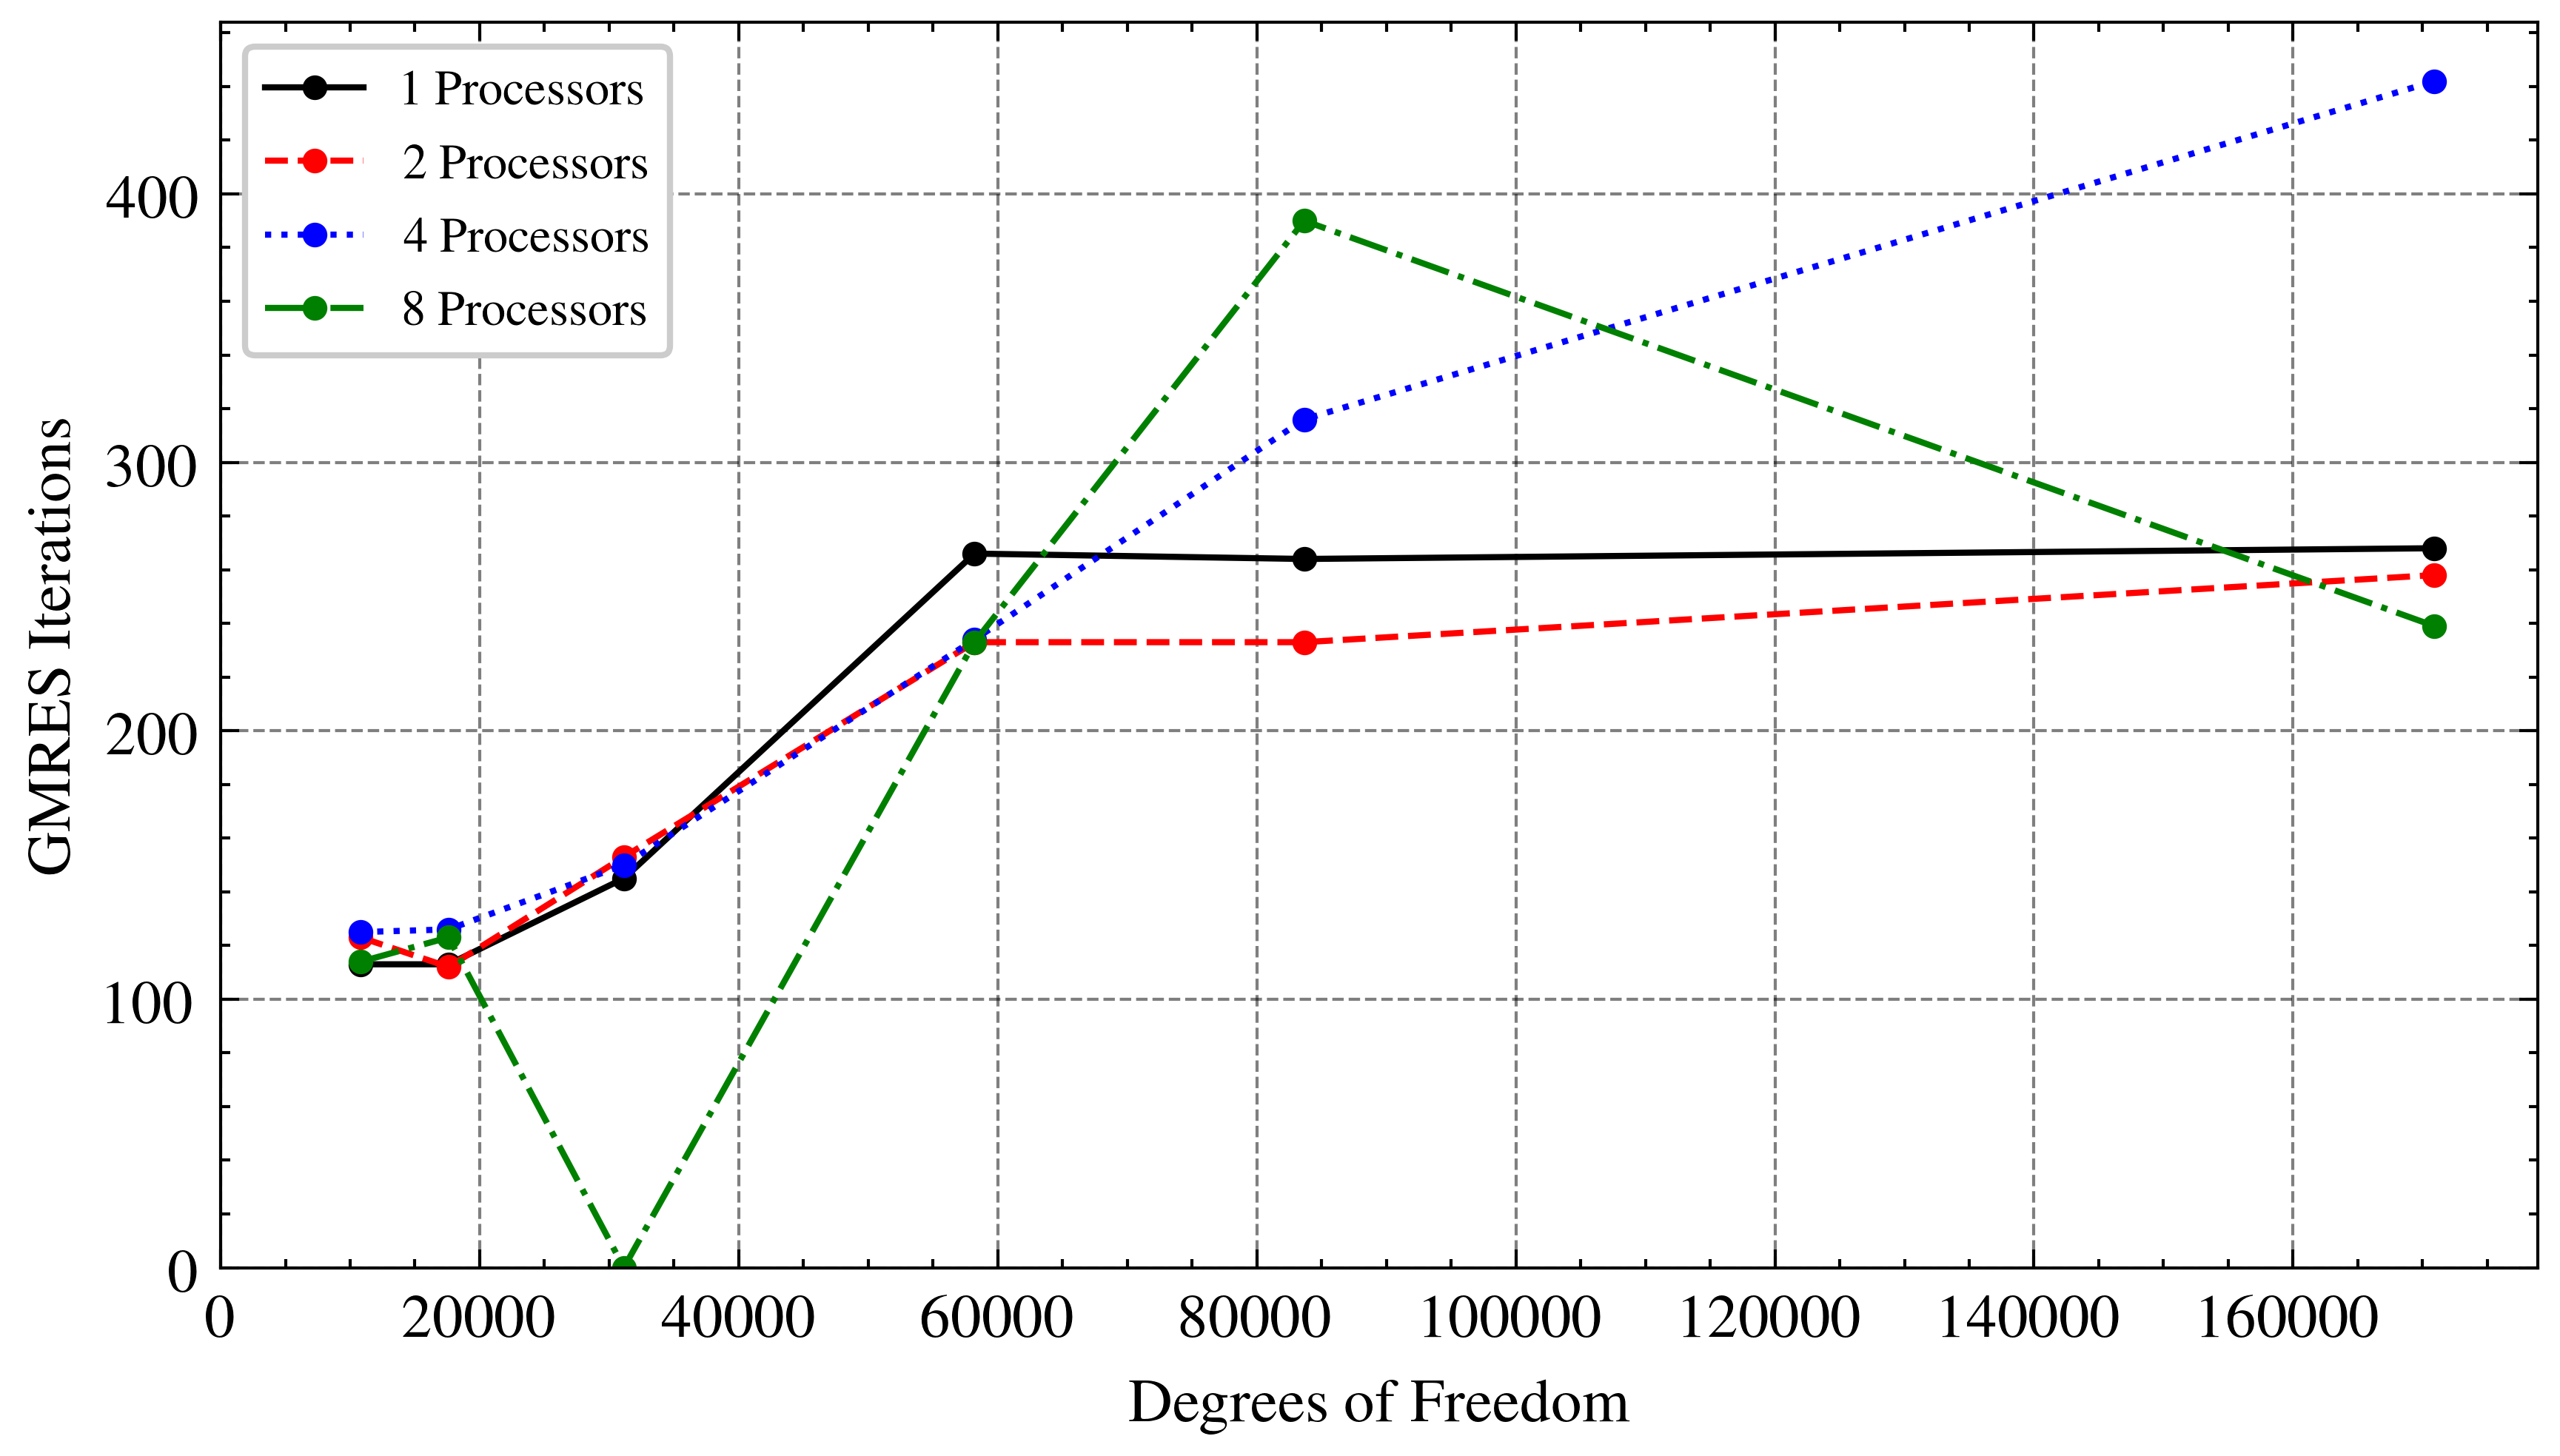 1 Processors
2 Processors
4 Processors
8 Processors
GMRES Iterations
400
300
200
100
0
0 20000 40000 60000 80000 100000 120000 140000 160000
Degrees of Freedom